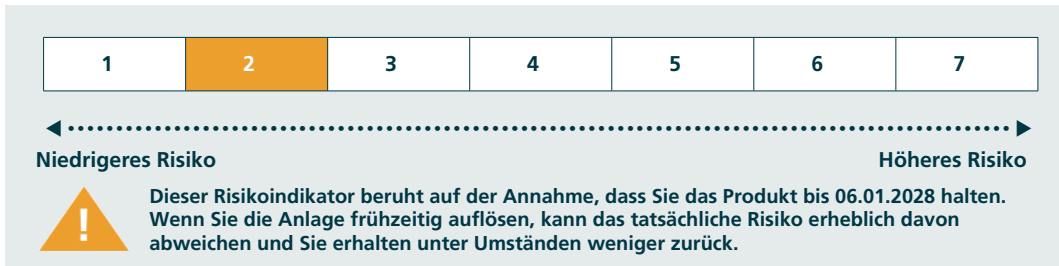 1 2 3 4 5 6 7
Niedrigeres Risiko Höheres Risiko
! Dieser Risikoindikator beruht auf der Annahme, dass Sie das Produkt bis 06.01.2028 halten.
Wenn Sie die Anlage frühzeitig auflösen, kann das tatsächliche Risiko erheblich davon
abweichen und Sie erhalten unter Umständen weniger zurück.